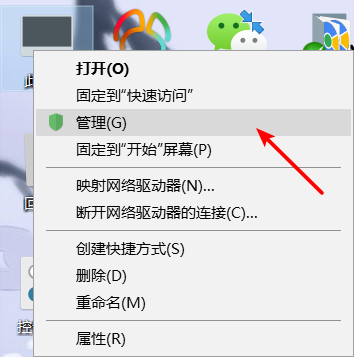 此
打开(O)
固定到"快速访问"
管理(G)
固定到"开始"屏幕(P)
映射网络驱动器(N)...
断开网络驱动器的连接(C)...
创建快捷方式(S)
删除(D)
重命名(M)
控
属性(R)